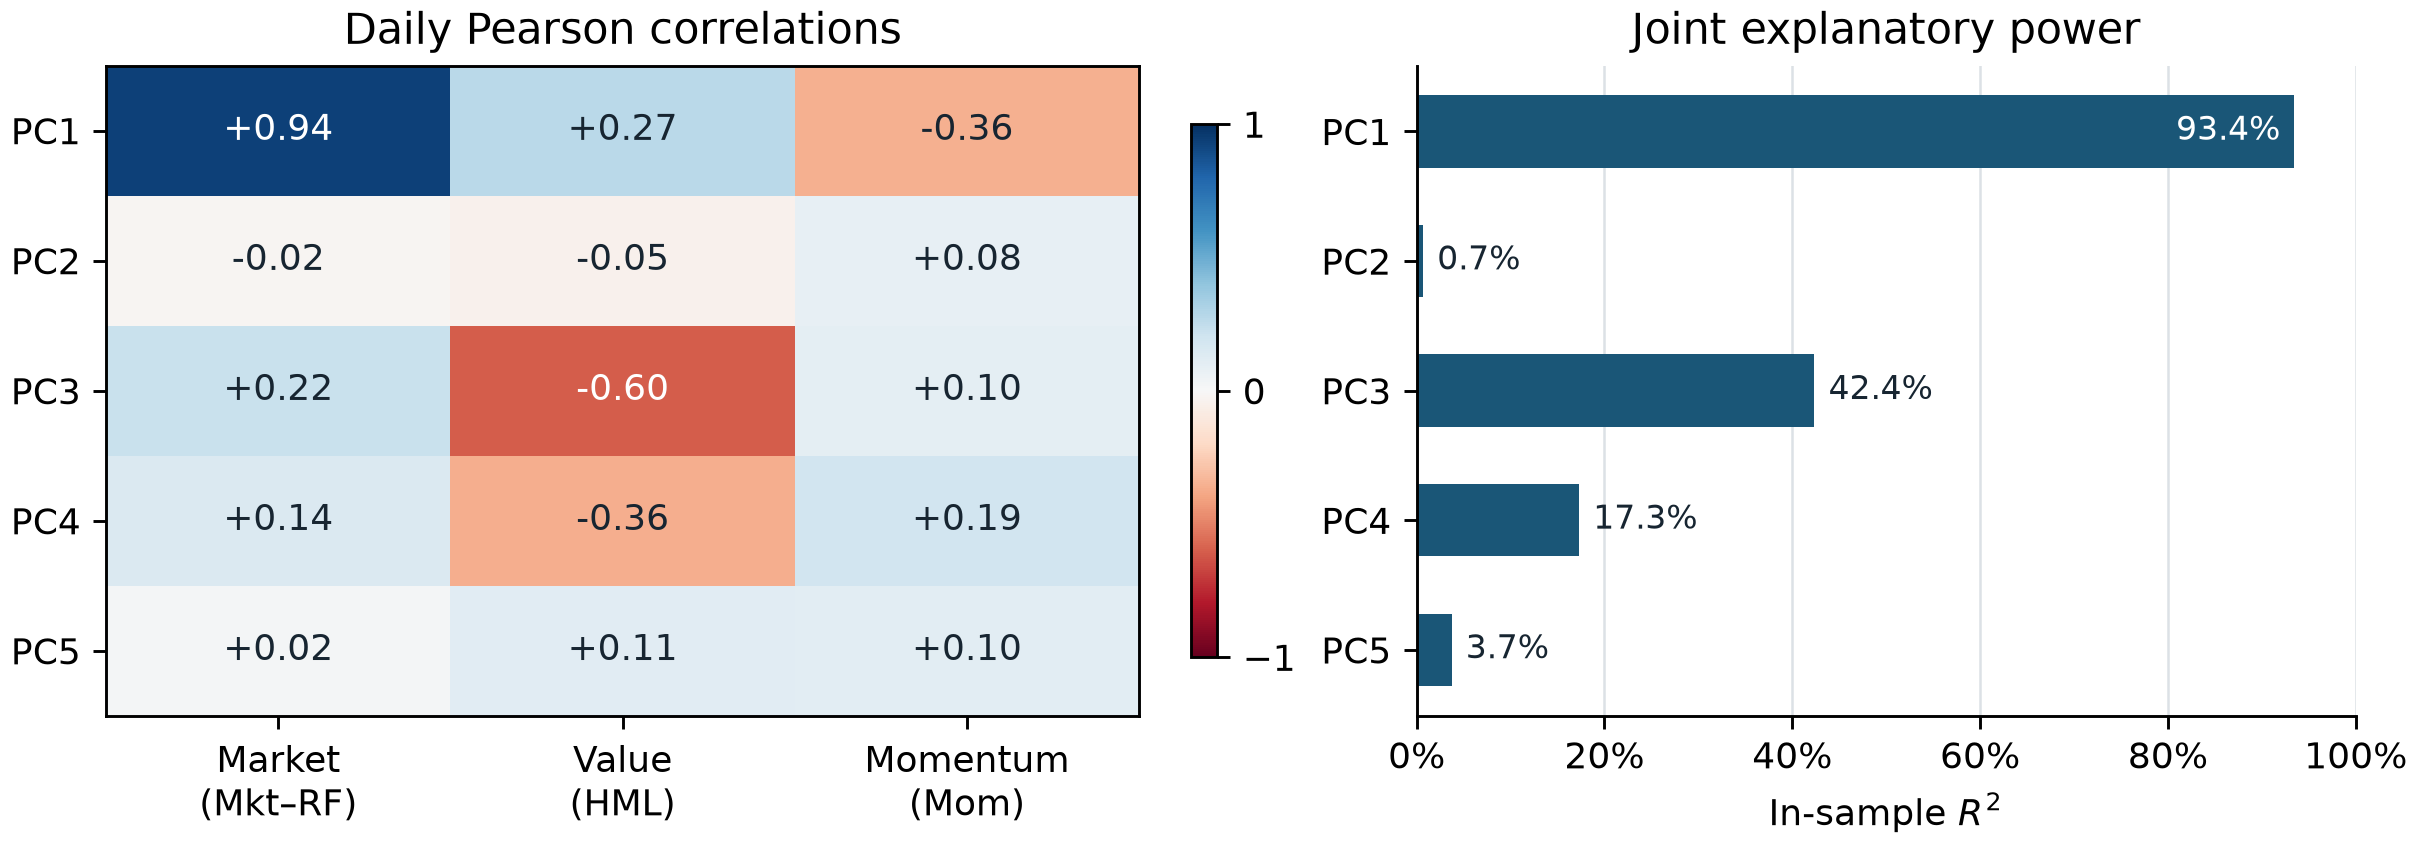 Daily Pearson correlations
PC1 +0.94 +0.27 -0.36
PC2 -0.02 -0.05 +0.08
PC3 +0.22 -0.60 +0.10
PC4 +0.14 -0.36 +0.19
PC5 +0.02 +0.11 +0.10
Market Value Momentum
(Mkt–RF) (HML) (Mom)
1
0
−1
Joint explanatory power
PC1 93.4%
PC2 0.7%
PC3 42.4%
PC4 17.3%
PC5 3.7%
0% 20% 40% 60% 80% 100%
In-sample R²